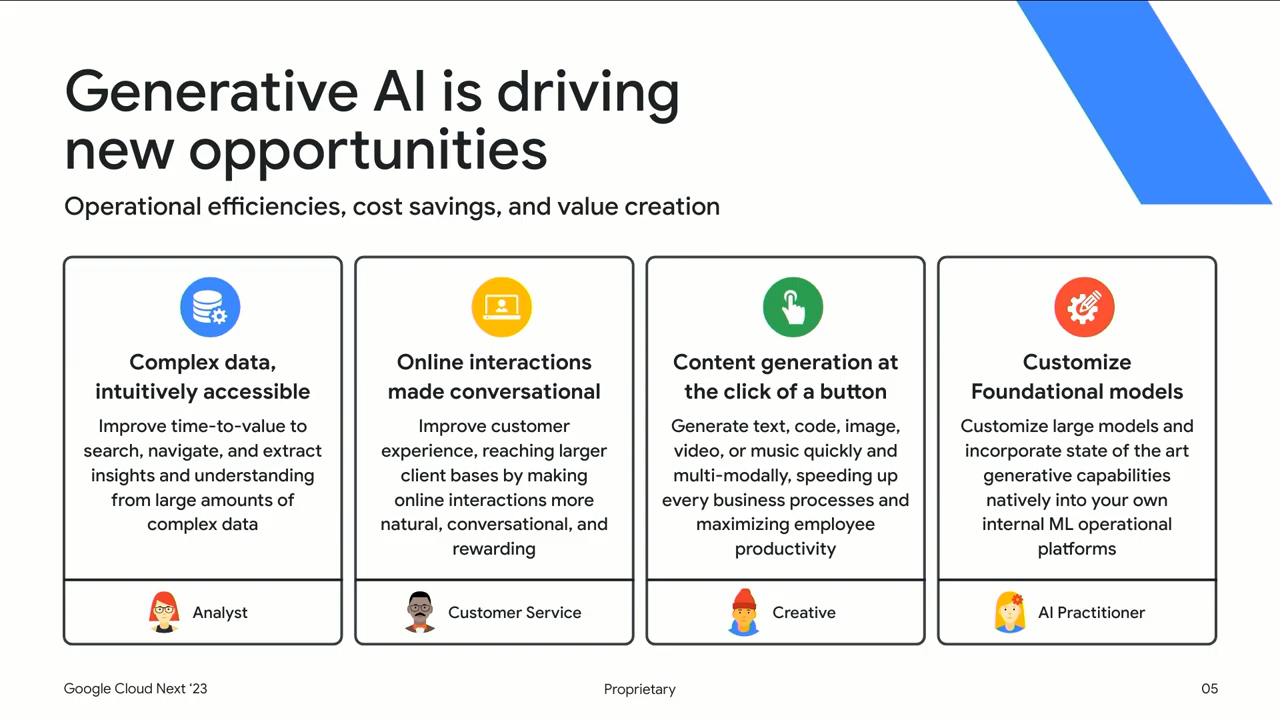 Generative AI is driving
new opportunities
Operational efficiencies, cost savings, and value creation
Complex data,
intuitively accessible
Improve time-to-value to
search, navigate, and extract
insights and understanding
from large amounts of
complex data
Analyst
Online interactions
made conversational
Improve customer
experience, reaching larger
client bases by making
online interactions more
natural, conversational, and
rewarding
Customer Service
Content generation at
the click of a button
Generate text, code, image,
video, or music quickly and
multi-modally, speeding up
every business processes and
maximizing employee
productivity
Creative
Customize
Foundational models
Customize large models and
incorporate state of the art
generative capabilities
natively into your own
internal ML operational
platforms
AI Practitioner
Google Cloud Next ‘23
Proprietary
05